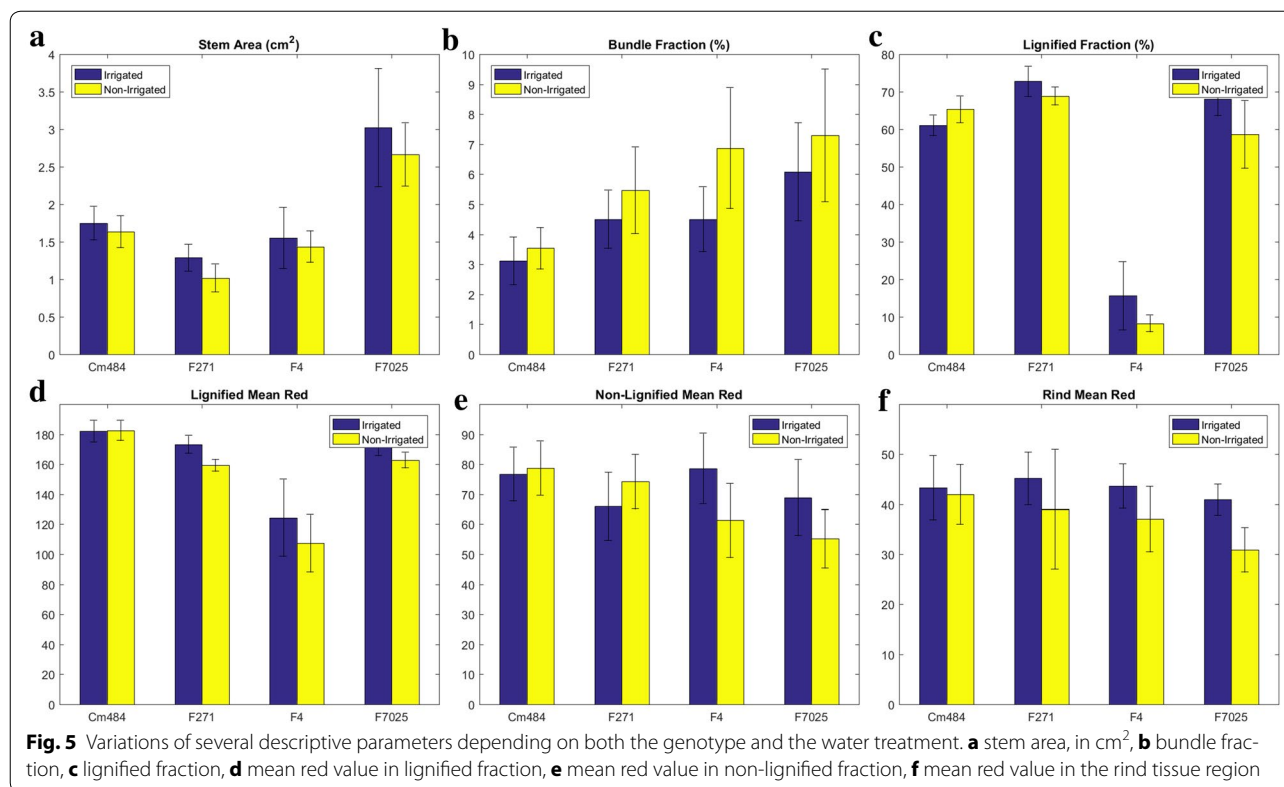 a
Stem Area (cm²)
4
3.5
3
2.5
2
1.5
1
0.5
0
Irrigated
Non-Irrigated
Cm484 F271 F4 F7025
b
Bundle Fraction (%)
10
9
8
7
6
5
4
3
2
1
0
Irrigated
Non-Irrigated
Cm484 F271 F4 F7025
c
Lignified Fraction (%)
80
70
60
50
40
30
20
10
0
Irrigated
Non-Irrigated
Cm484 F271 F4 F7025
d
Lignified Mean Red
180
160
140
120
100
80
60
40
20
0
Irrigated
Non-Irrigated
Cm484 F271 F4 F7025
e
Non-Lignified Mean Red
90
80
70
60
50
40
30
20
10
0
Irrigated
Non-Irrigated
Cm484 F271 F4 F7025
f
Rind Mean Red
50
40
30
20
10
0
Irrigated
Non-Irrigated
Cm484 F271 F4 F7025
Fig. 5 Variations of several descriptive parameters depending on both the genotype and the water treatment. a stem area, in cm², b bundle frac-
tion, c lignified fraction, d mean red value in lignified fraction, e mean red value in non-lignified fraction, f mean red value in the rind tissue region